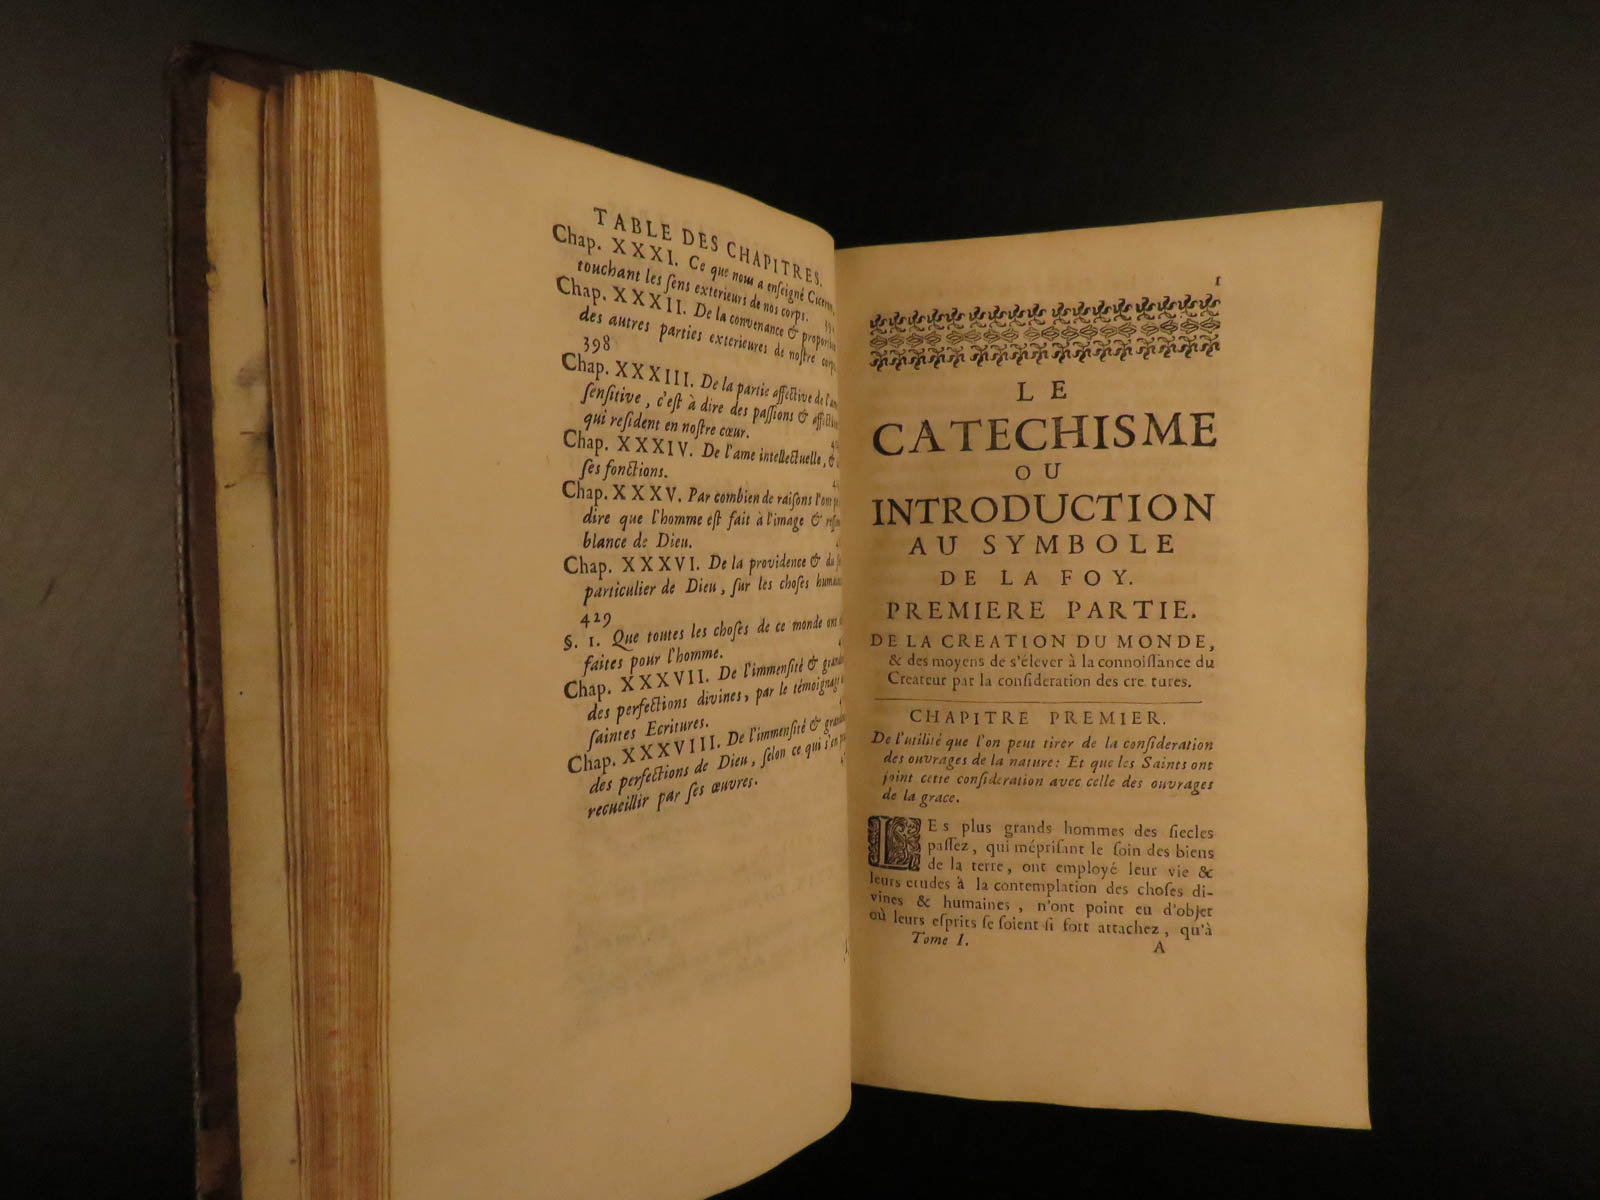 TABLE DES CHAPITRES.
Chap. XXXI. Ce que nous a enſeigné Ciceron,
touchant les ſens exterieurs de nos corps.
Chap. XXXII. De la convenance & proportion
des autres parties exterieures de noſtre corps,
398
Chap. XXXIII. De la partie affective de l'ame
ſenſitive, c'eſt à dire des paſſions & affections
qui reſident en noſtre cœur.
Chap. XXXIV. De l'ame intellectuelle, &
ſes fonctions.
Chap. XXXV. Par combien de raiſons l'on
dire que l'homme eſt fait à l'image &
blance de Dieu.
Chap. XXXVI. De la providence & du
particulier de Dieu, ſur les choſes
429
§. 1. Que toutes les choſes de ce monde ont
faites pour l'homme.
Chap. XXXVII. De l'immenſité &
des perfections divines, par le témoignage
ſaintes Ecritures.
Chap. XXXVIII. De l'immenſité &
des perfections de Dieu, ſelon ce qui s'en
recueillir par ſes œuvres.
1
LE
CATECHISME
OU
INTRODUCTION
AU SYMBOLE
DE LA FOY.
PREMIERE PARTIE.
DE LA CREATION DU MONDE,
& des moyens de s'élever à la connoiſſance du
Createur par la conſideration des cre tures.
CHAPITRE PREMIER.
De l'utilité que l'on peut tirer de la conſideration
des ouvrages de la nature: Et que les Saints ont
joint cette conſideration avec celle des ouvrages
de la grace.
LEs plus grands hommes des ſiecles
paſſez, qui mépriſant le ſoin des biens
de la terre, ont employé leur vie &
leurs etudes à la contemplation des choſes di-
vines & humaines, n'ont point eu d'objet
où leurs eſprits ſe ſoient ſi fort attachez, qu'à
Tome I. A